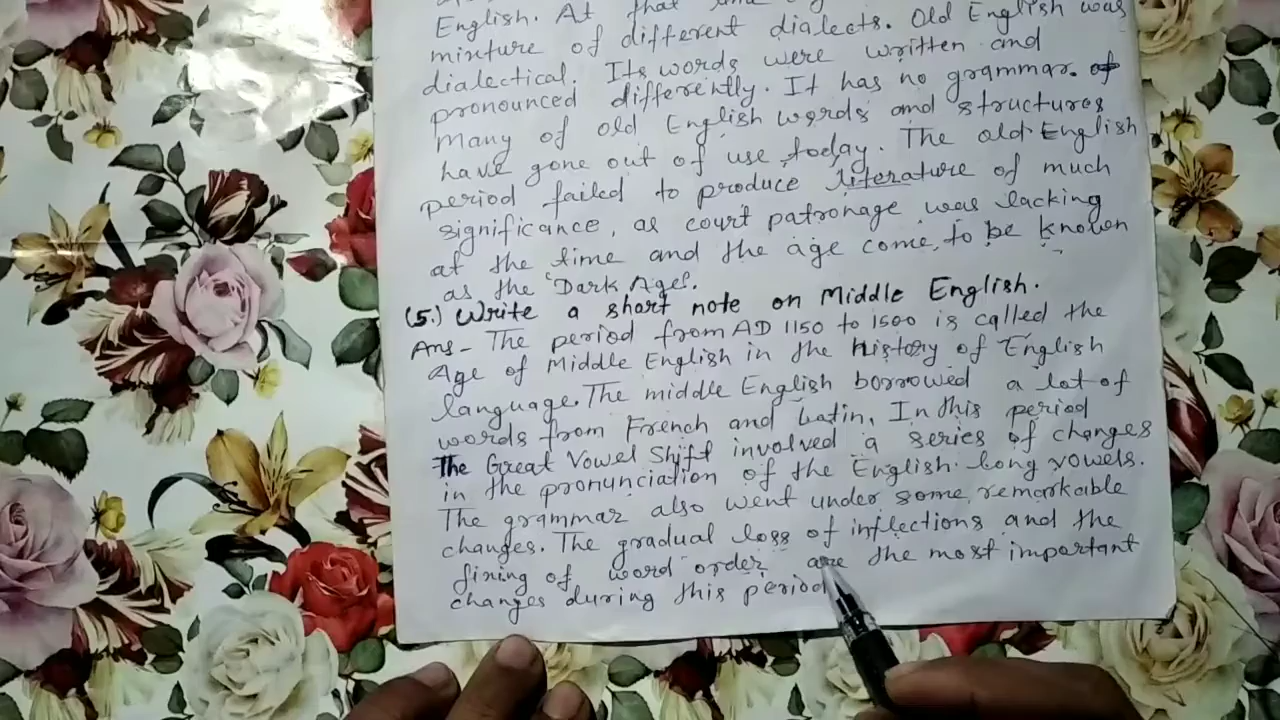 English. At that
mixture of different dialects. Old English was
dialectical. Its words were written and
pronounced differently. It has no grammar. of
Many of old English words and structures
have gone out of use today. The old English
period failed to produce literature of much
significance, as court patronage was lacking
at the time and the age come to be known
as the 'Dark Age'.
(5.) Write a short note on Middle English.
Ans - The period from AD 1150 to 1500 is called the
Age of Middle English in the history of English
language. The middle English borrowed a lot of
words from French and Latin. In this period
The Great Vowel Shift involved a series of changes
in the pronunciation of the English long vowels.
The grammar also went under some remarkable
changes. The gradual loss of inflections and the
fixing of word order are the most important
changes during this period